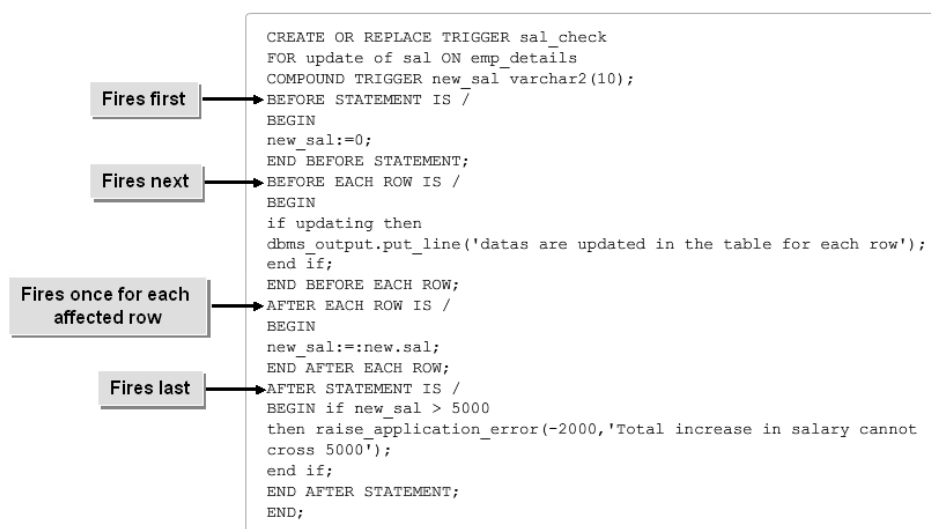 CREATE OR REPLACE TRIGGER sal_check
FOR update of sal ON emp_details
COMPOUND TRIGGER new_sal varchar2(10);
Fires first
BEFORE STATEMENT IS /
BEGIN
new_sal:=0;
END BEFORE STATEMENT;
Fires next
BEFORE EACH ROW IS /
BEGIN
if updating then
dbms_output.put_line('datas are updated in the table for each row');
end if;
END BEFORE EACH ROW;
Fires once for each
affected row
AFTER EACH ROW IS /
BEGIN
new_sal:=:new.sal;
END AFTER EACH ROW;
Fires last
AFTER STATEMENT IS /
BEGIN if new_sal > 5000
then raise_application_error(-2000,'Total increase in salary cannot
cross 5000');
end if;
END AFTER STATEMENT;
END;